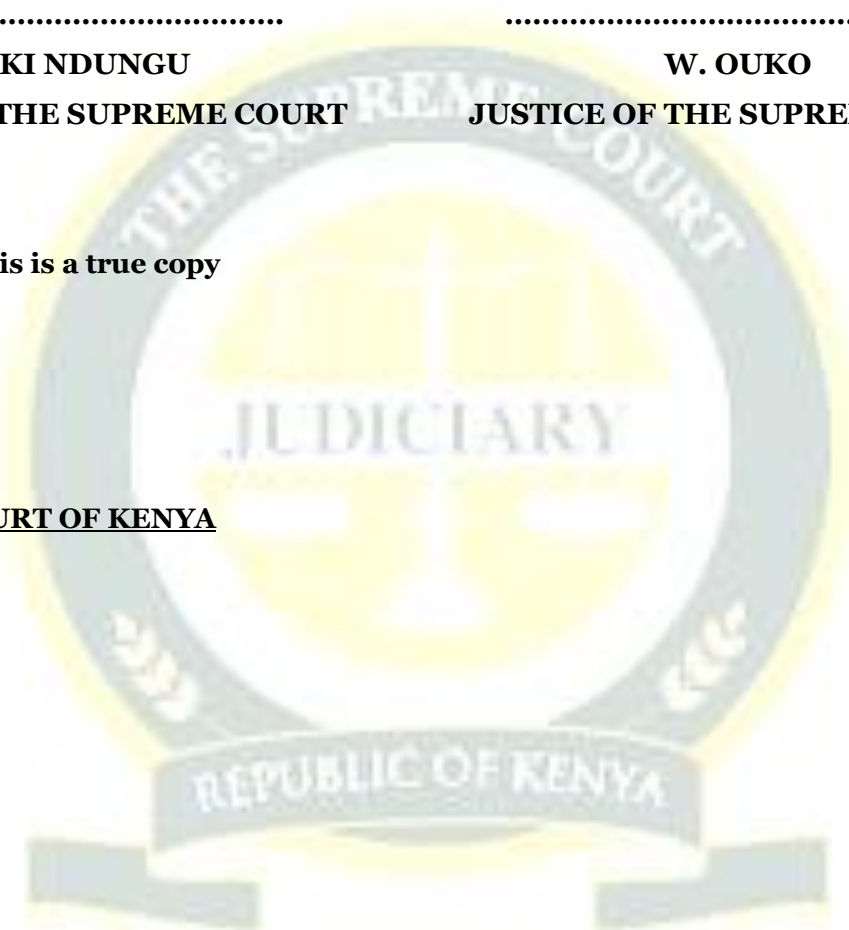 ................................ ......................................
KI NDUNGU W. OUKO
THE SUPREME COURT JUSTICE OF THE SUPRE
THE SUPREME COURT
is is a true copy
JUDICIARY
URT OF KENYA
REPUBLIC OF KENYA